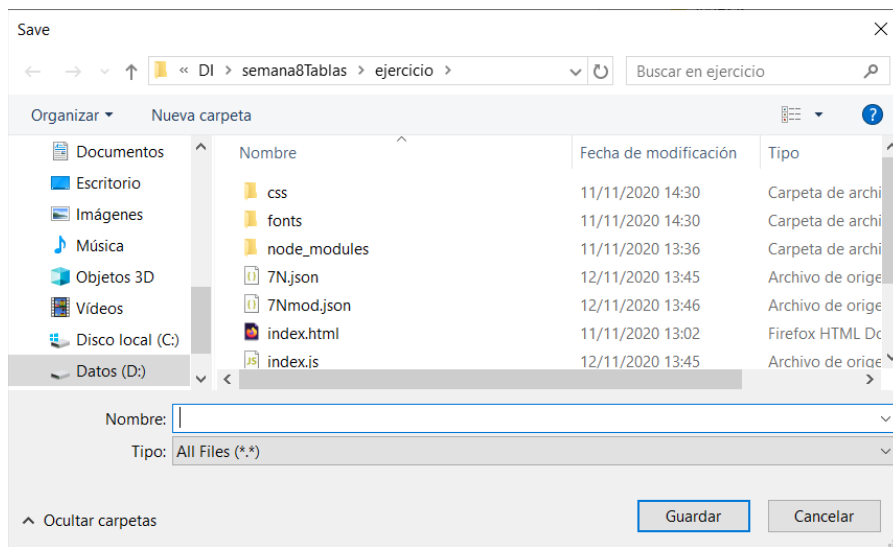 Save
« DI > semana8Tablas > ejercicio >
Buscar en ejercicio
Organizar
Nueva carpeta
?
Documentos
Escritorio
Imágenes
Música
Objetos 3D
Vídeos
Disco local (C:)
Datos (D:)
Nombre Fecha de modificación Tipo
css 11/11/2020 14:30 Carpeta de archi
fonts 11/11/2020 14:30 Carpeta de archi
node_modules 11/11/2020 13:36 Carpeta de archi
7N.json 12/11/2020 13:45 Archivo de orige
7Nmod.json 12/11/2020 13:46 Archivo de orige
index.html 11/11/2020 13:02 Firefox HTML Do
JS index.js 12/11/2020 13:45 Archivo de orige
Nombre:
Tipo: All Files (*.*)
Ocultar carpetas
Guardar
Cancelar